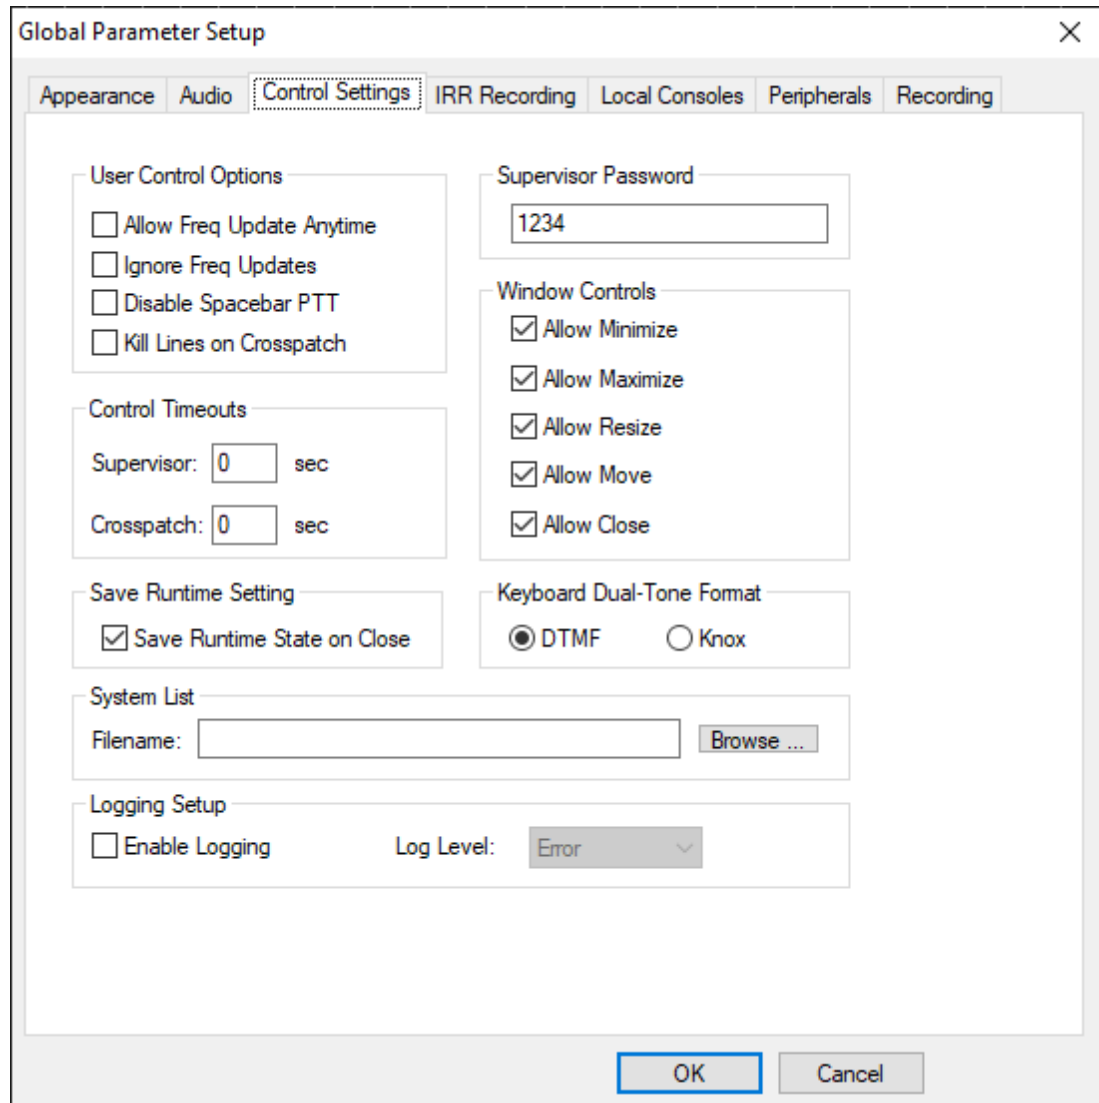 Global Parameter Setup
Appearance Audio Control Settings IRR Recording Local Consoles Peripherals Recording
User Control Options
Allow Freq Update Anytime
Ignore Freq Updates
Disable Spacebar PTT
Kill Lines on Crosspatch
Supervisor Password
1234
Window Controls
Allow Minimize
Allow Maximize
Allow Resize
Allow Move
Allow Close
Control Timeouts
Supervisor: 0 sec
Crosspatch: 0 sec
Save Runtime Setting
Save Runtime State on Close
Keyboard Dual-Tone Format
DTMF Knox
System List
Filename: Browse ...
Logging Setup
Enable Logging Log Level: Error
OK Cancel